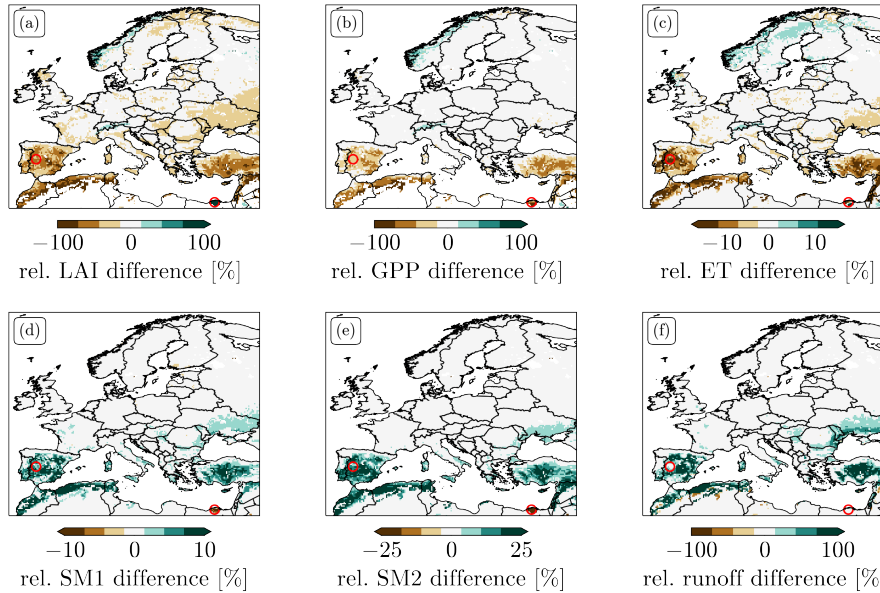 (a) (b) (c)
−100 0 100 −100 0 100 −10 0 10
rel. LAI difference [%] rel. GPP difference [%] rel. ET difference [%]
(d) (e) (f)
−10 0 10 −25 0 25 −100 0 100
rel. SM1 difference [%] rel. SM2 difference [%] rel. runoff difference [%